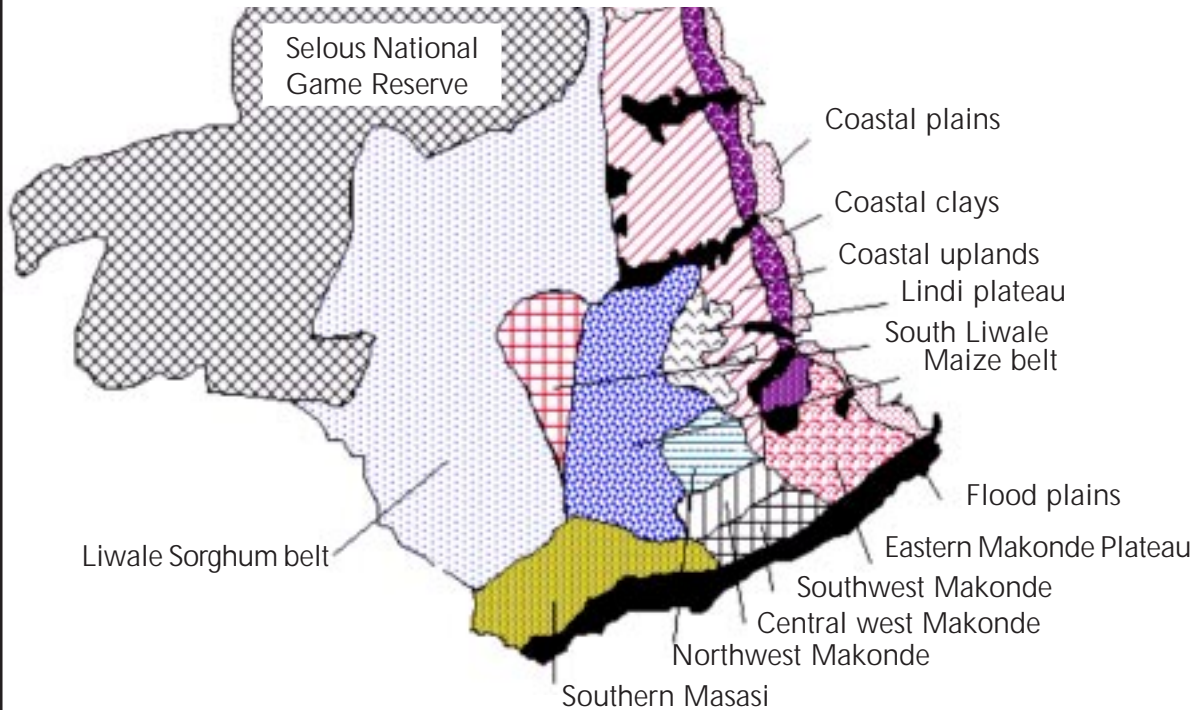 Selous National
Game Reserve
Coastal plains
Coastal clays
Coastal uplands
Lindi plateau
South Liwale
Maize belt
Flood plains
Liwale Sorghum belt
Eastern Makonde Plateau
Southwest Makonde
Central west Makonde
Northwest Makonde
Southern Masasi